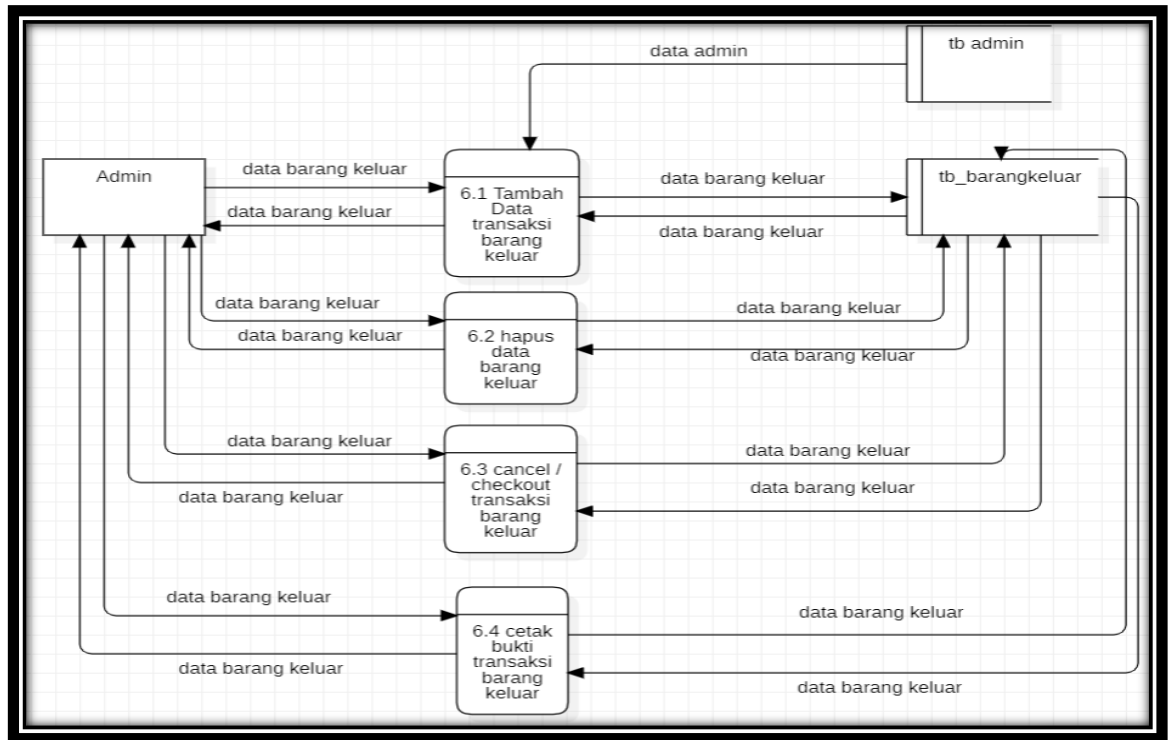 data admin
tb admin
Admin
data barang keluar
data barang keluar
6.1 Tambah
Data
transaksi
barang
keluar
data barang keluar
data barang keluar
tb_barangkeluar
data barang keluar
data barang keluar
6.2 hapus
data
barang
keluar
data barang keluar
data barang keluar
data barang keluar
data barang keluar
6.3 cancel /
checkout
transaksi
barang
keluar
data barang keluar
data barang keluar
data barang keluar
data barang keluar
6.4 cetak
bukti
transaksi
barang
keluar
data barang keluar
data barang keluar